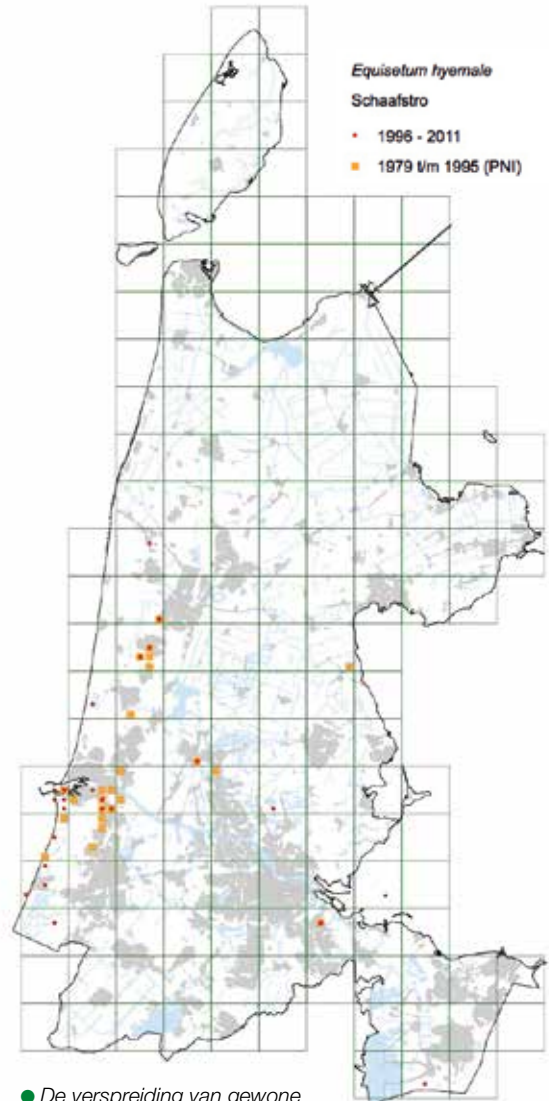 Equisetum hyemale
Schaafstro
1996 - 2011
1979 t/m 1995 (PNI)
De verspreiding van gewone